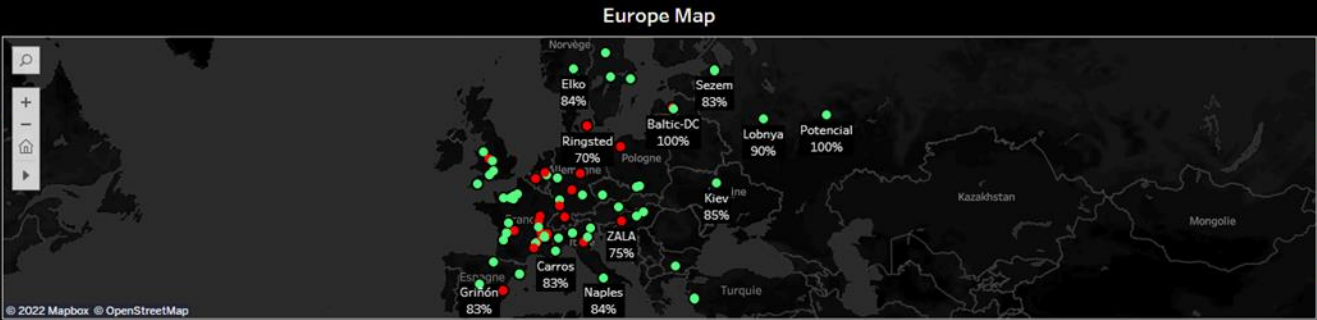 Europe Map
Norvège
Elko
84%
Sezem
83%
Baltic-DC
100%
Lobnya
90%
Potencial
100%
Ringsted
70%
Pologne
Kiev
85%
ine
Kazakhstan
Mongolie
ZALA
75%
Carros
83%
Espagne
Griñón
83%
Naples
84%
Turquie
© 2022 Mapbox © OpenStreetMap